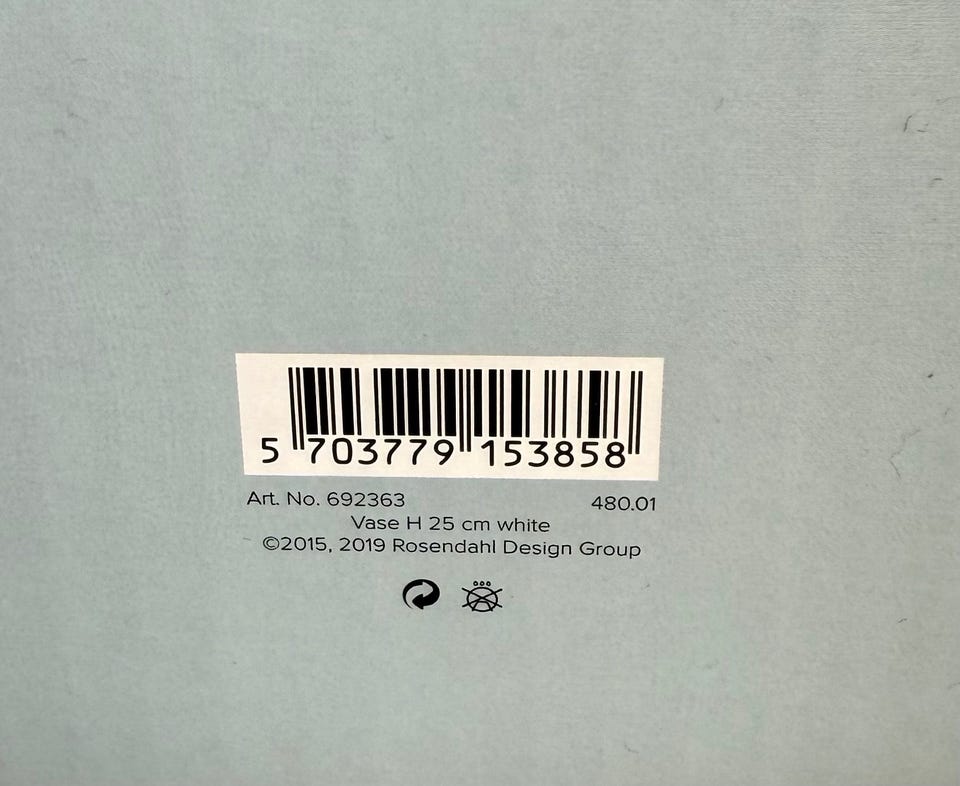 5 703779 153858
Art. No. 692363 480.01
Vase H 25 cm white
©2015, 2019 Rosendahl Design Group